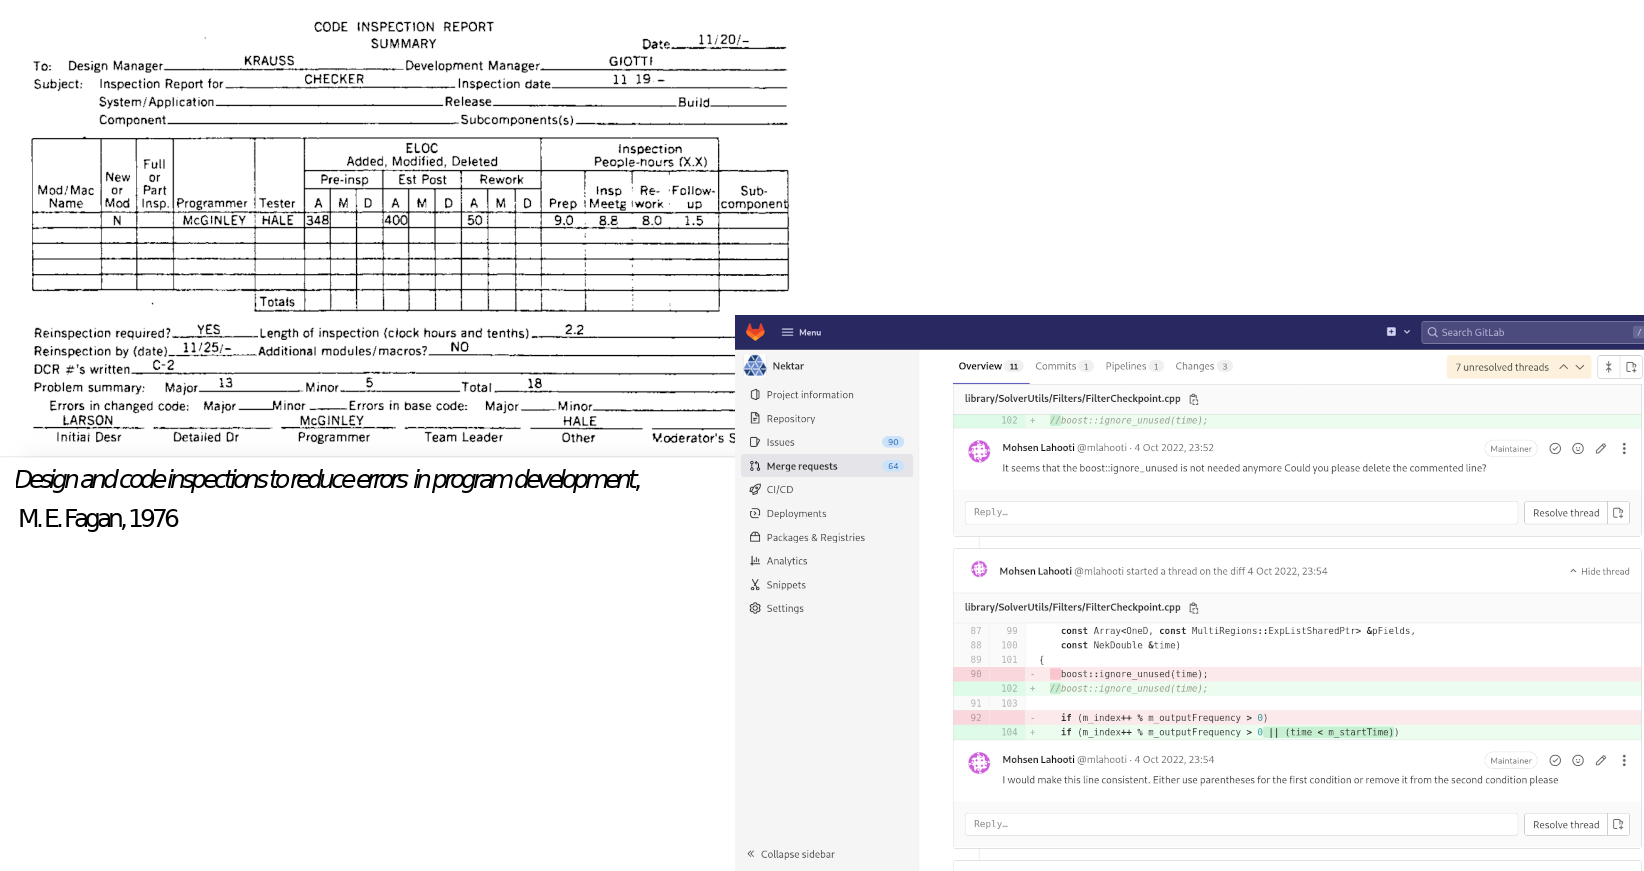 CODE INSPECTION REPORT
SUMMARY
Date 11/20/-
To: Design Manager KRAUSS Development Manager GIOTTI
Subject: Inspection Report for CHECKER Inspection date 11 19 -
System/Application Release Build
Component Subcomponents(s)
ELOC
Added, Modified, Deleted
Inspection
People-hours (X.X)
Mod/Mac Name
New or Mod
Full or Part Insp.
Programmer
Tester
Pre-insp Est Post Rework
A M D A M D A M D
Prep Insp Meetg Re-work Follow-up
Sub-component
N McGINLEY HALE 348 400 50 9.0 8.8 8.0 1.5
Totals
Reinspection required? YES Length of inspection (clock hours and tenths) 2.2
Reinspection by (date) 11/25/- Additional modules/macros? NO
DCR #'s written C-2
Problem summary: Major 13 Minor 5 Total 18
Errors in changed code: Major Minor Errors in base code: Major Minor
LARSON McGINLEY HALE
Initial Desr Detailed Dr Programmer Team Leader Other Moderator's S
Design and code inspections to reduce errors in program development,
M. E. Fagan, 1976
Menu
Search GitLab
/
Nektar
Project information
Repository
Issues 90
Merge requests 64
CI/CD
Deployments
Packages & Registries
Analytics
Snippets
Settings
Collapse sidebar
Overview 11 Commits 1 Pipelines 1 Changes 3
7 unresolved threads
library/SolverUtils/Filters/FilterCheckpoint.cpp
102 + //boost::ignore_unused(time);
Mohsen Lahooti @mlahooti · 4 Oct 2022, 23:52
Maintainer
It seems that the boost::ignore_unused is not needed anymore Could you please delete the commented line?
Reply…
Resolve thread
Mohsen Lahooti @mlahooti started a thread on the diff 4 Oct 2022, 23:54
Hide thread
library/SolverUtils/Filters/FilterCheckpoint.cpp
87 99 const Array<OneD, const MultiRegions::ExpListSharedPtr> &pFields,
88 100 const NekDouble &time)
89 101 {
90 - boost::ignore_unused(time);
102 + //boost::ignore_unused(time);
91 103
92 - if (m_index++ % m_outputFrequency > 0)
104 + if (m_index++ % m_outputFrequency > 0 || (time < m_startTime))
Mohsen Lahooti @mlahooti · 4 Oct 2022, 23:54
Maintainer
I would make this line consistent. Either use parentheses for the first condition or remove it from the second condition please
Reply…
Resolve thread